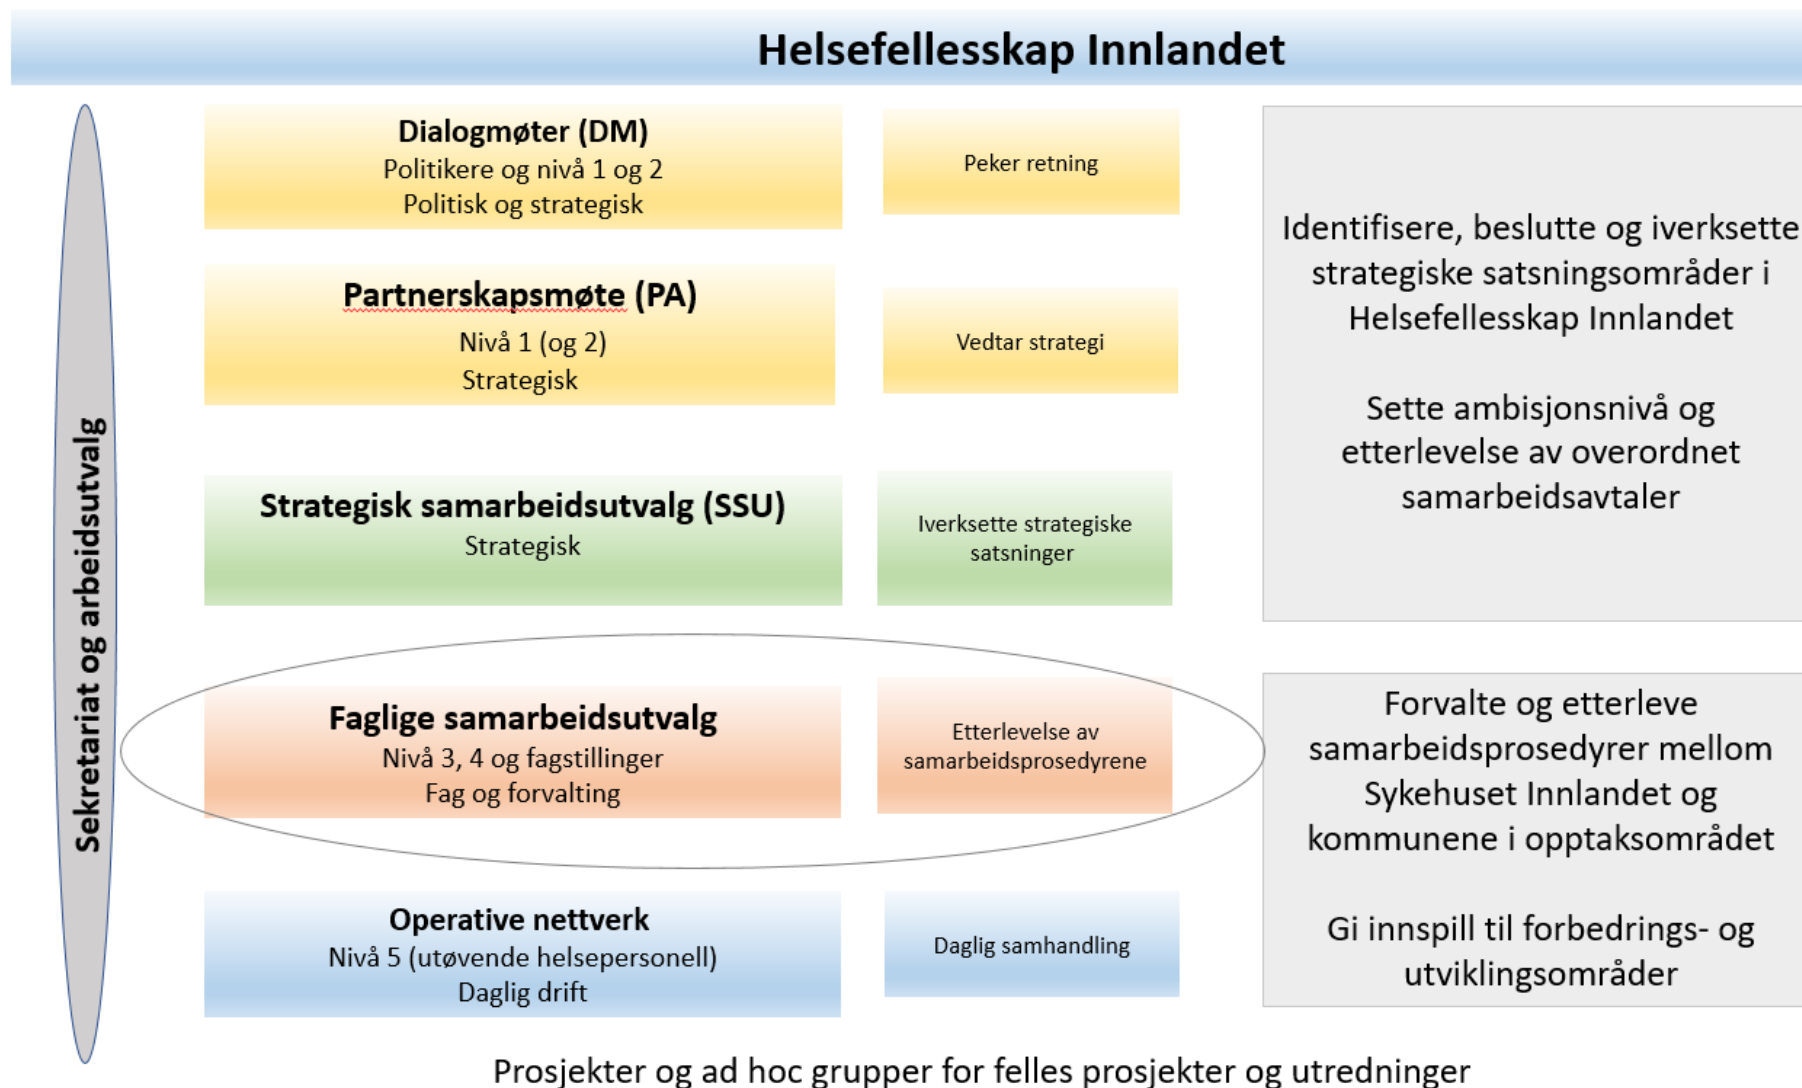 Helsefellesskap Innlandet
Sekretariat og arbeidsutvalg
Dialogmøter (DM)
Politikere og nivå 1 og 2
Politisk og strategisk
Peker retning
Partnerskapsmøte (PA)
Nivå 1 (og 2)
Strategisk
Vedtar strategi
Strategisk samarbeidsutvalg (SSU)
Strategisk
Iverksette strategiske
satsninger
Identifisere, beslutte og iverksette
strategiske satsningsområder i
Helsefellesskap Innlandet
Sette ambisjonsnivå og
etterlevelse av overordnet
samarbeidsavtaler
Faglige samarbeidsutvalg
Nivå 3, 4 og fagstillinger
Fag og forvalting
Etterlevelse av
samarbeidsprosedyrene
Operative nettverk
Nivå 5 (utøvende helsepersonell)
Daglig drift
Daglig samhandling
Forvalte og etterleve
samarbeidsprosedyrer mellom
Sykehuset Innlandet og
kommunene i opptaksområdet
Gi innspill til forbedrings- og
utviklingsområder
Prosjekter og ad hoc grupper for felles prosjekter og utredninger